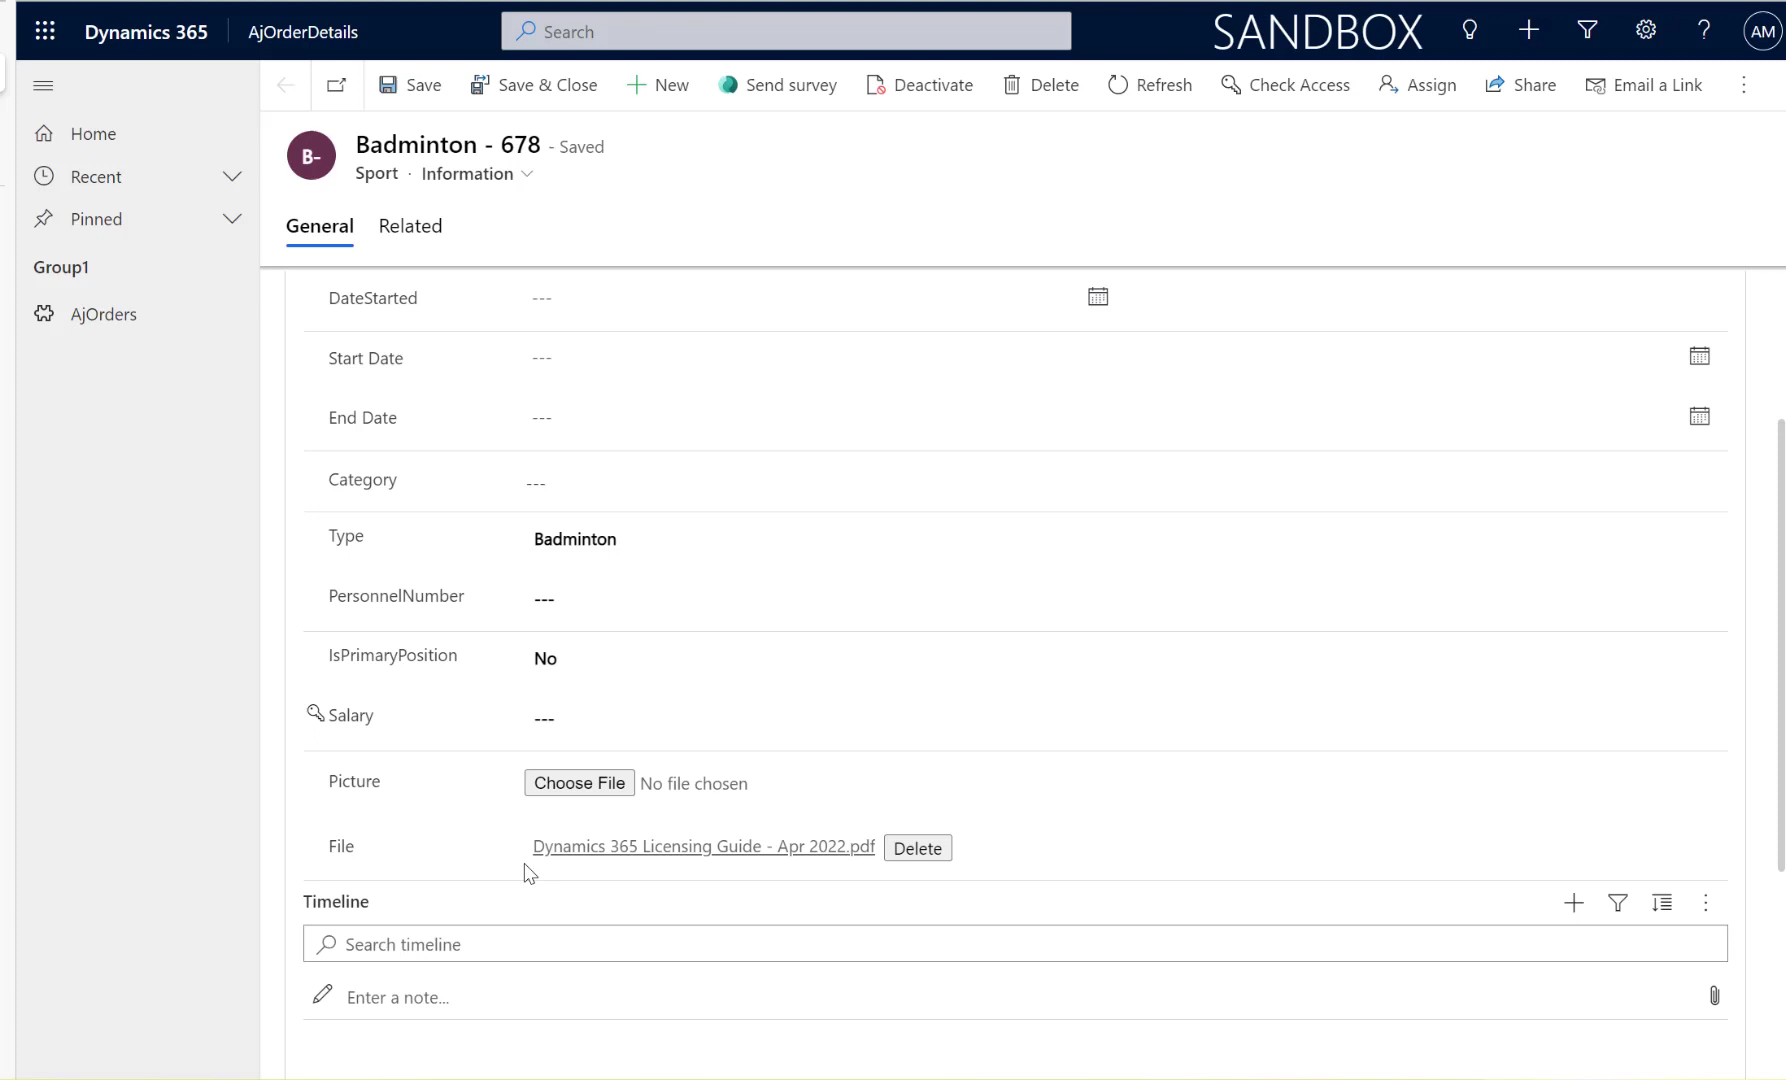 Dynamics 365 AjOrderDetails Search SANDBOX ? AM
Save Save & Close New Send survey Deactivate Delete Refresh Check Access Assign Share Email a Link
Home
Recent
Pinned
Group1
AjOrders
B-
Badminton - 678 - Saved
Sport · Information
General Related
DateStarted ---
Start Date ---
End Date ---
Category ---
Type Badminton
PersonnelNumber ---
IsPrimaryPosition No
Salary ---
Picture Choose File No file chosen
File Dynamics 365 Licensing Guide - Apr 2022.pdf Delete
Timeline
Search timeline
Enter a note...